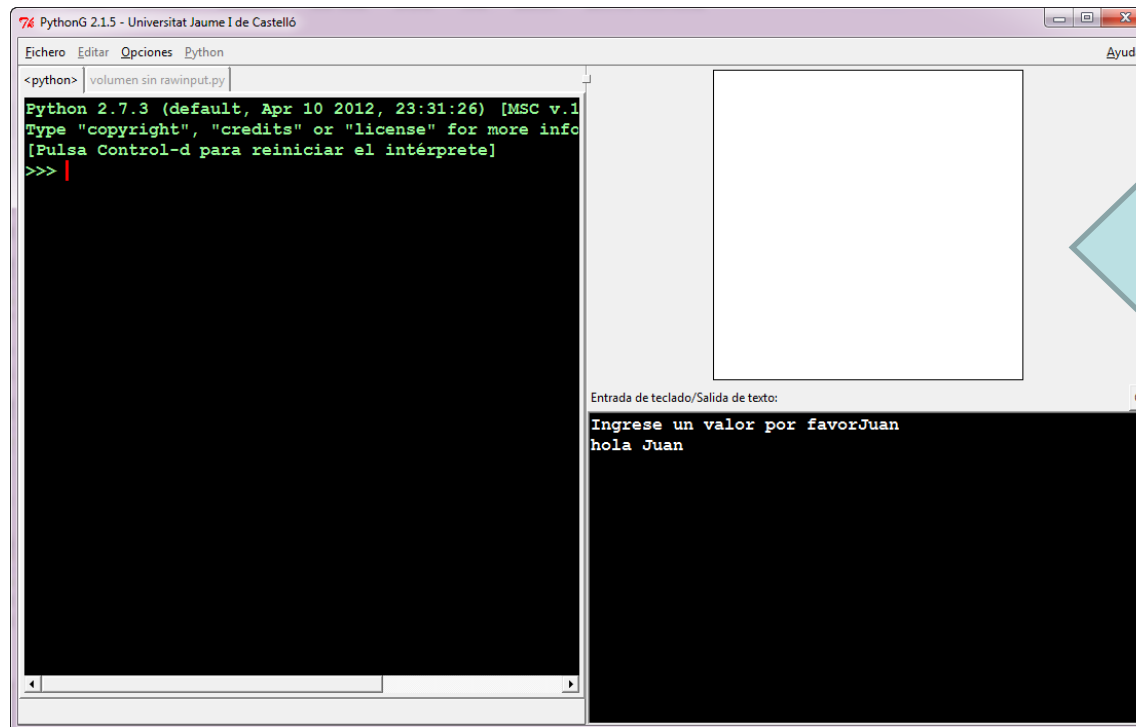 PythonG 2.1.5 - Universitat Jaume I de Castelló
Fichero Editar Opciones Python Ayud
<python> volumen sin rawinput.py
Python 2.7.3 (default, Apr 10 2012, 23:31:26) [MSC v.1
Type "copyright", "credits" or "license" for more info
[Pulsa Control-d para reiniciar el intérprete]
>>>
Entrada de teclado/Salida de texto:
Ingrese un valor por favorJuan
hola Juan